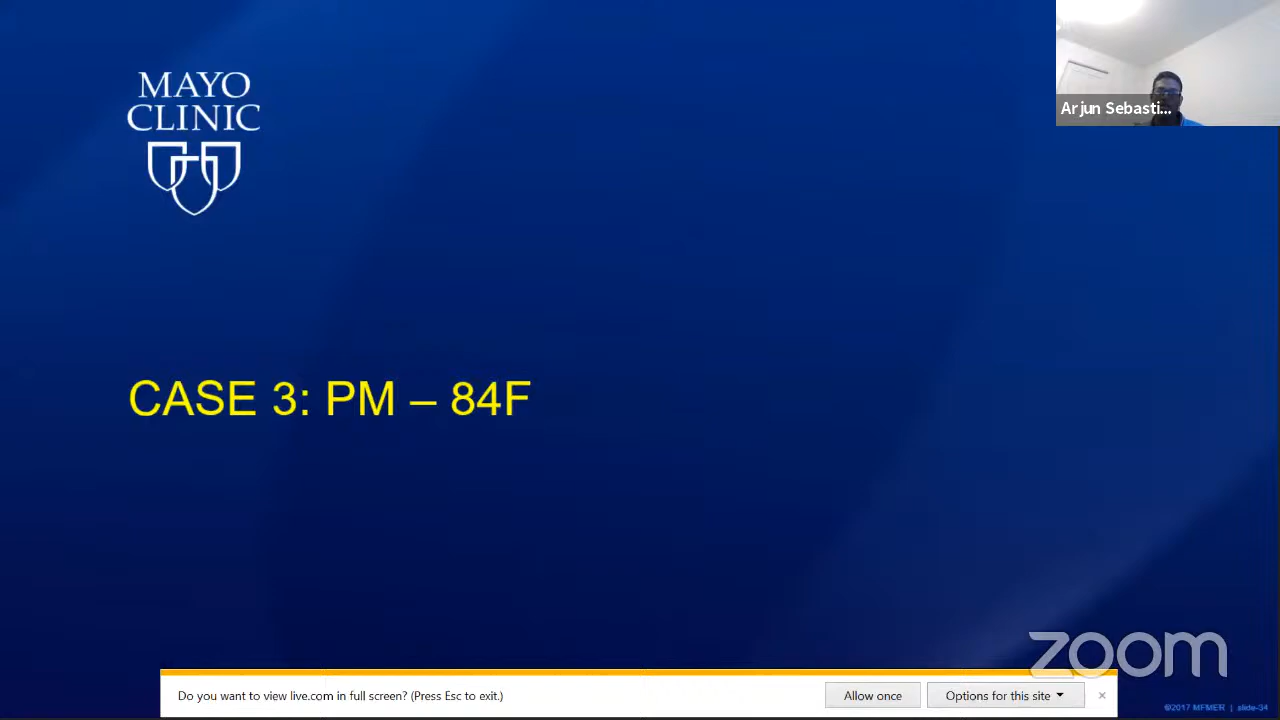 MAYO
CLINIC
Arjun Sebasti...
CASE 3: PM – 84F
zoom
Do you want to view live.com in full screen? (Press Esc to exit.)
Allow once
Options for this site
©2017 MFMER | slide-34